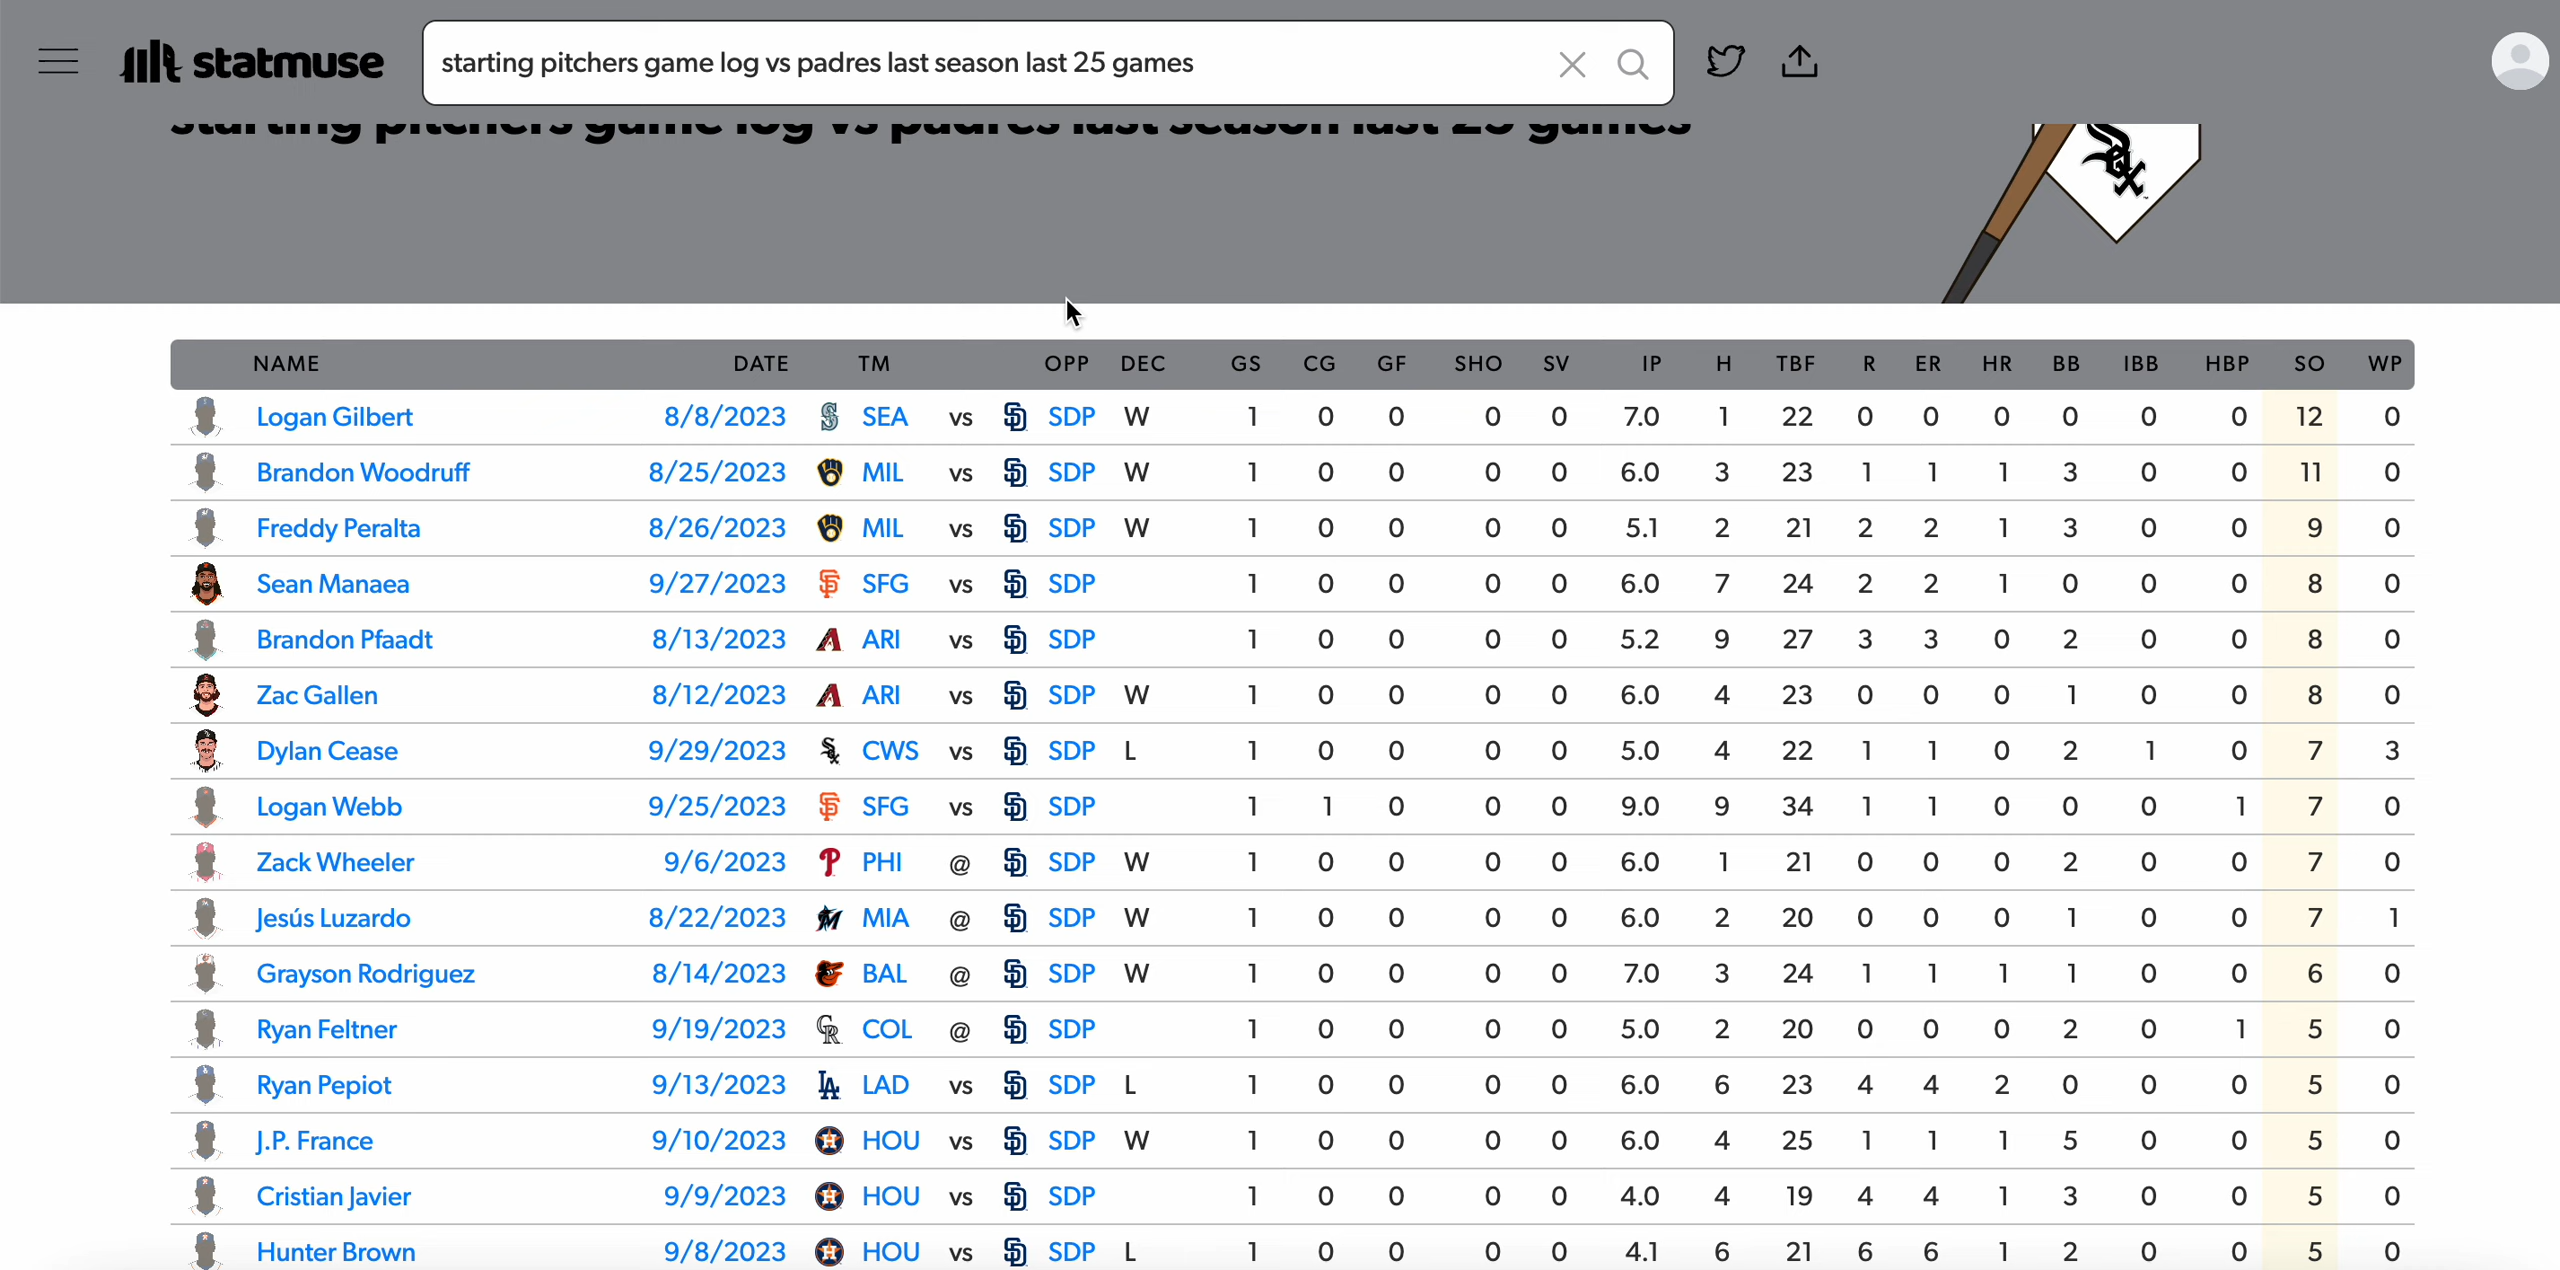 statmuse
starting pitchers game log vs padres last season last 25 games
starting pitchers game log vs padres last season last 25 games
NAME DATE TM OPP DEC GS CG GF SHO SV IP H TBF R ER HR BB IBB HBP SO WP
Logan Gilbert 8/8/2023 SEA vs SDP W 1 0 0 0 0 7.0 1 22 0 0 0 0 0 0 12 0
Brandon Woodruff 8/25/2023 MIL vs SDP W 1 0 0 0 0 6.0 3 23 1 1 1 3 0 0 11 0
Freddy Peralta 8/26/2023 MIL vs SDP W 1 0 0 0 0 5.1 2 21 2 2 1 3 0 0 9 0
Sean Manaea 9/27/2023 SFG vs SDP 1 0 0 0 0 6.0 7 24 2 2 1 0 0 0 8 0
Brandon Pfaadt 8/13/2023 ARI vs SDP 1 0 0 0 0 5.2 9 27 3 3 0 2 0 0 8 0
Zac Gallen 8/12/2023 ARI vs SDP W 1 0 0 0 0 6.0 4 23 0 0 0 1 0 0 8 0
Dylan Cease 9/29/2023 CWS vs SDP L 1 0 0 0 0 5.0 4 22 1 1 0 2 1 0 7 3
Logan Webb 9/25/2023 SFG vs SDP 1 1 0 0 0 9.0 9 34 1 1 0 0 0 1 7 0
Zack Wheeler 9/6/2023 PHI @ SDP W 1 0 0 0 0 6.0 1 21 0 0 0 2 0 0 7 0
Jesús Luzardo 8/22/2023 MIA @ SDP W 1 0 0 0 0 6.0 2 20 0 0 0 1 0 0 7 1
Grayson Rodriguez 8/14/2023 BAL @ SDP W 1 0 0 0 0 7.0 3 24 1 1 1 1 0 0 6 0
Ryan Feltner 9/19/2023 COL @ SDP 1 0 0 0 0 5.0 2 20 0 0 0 2 0 1 5 0
Ryan Pepiot 9/13/2023 LAD vs SDP L 1 0 0 0 0 6.0 6 23 4 4 2 0 0 0 5 0
J.P. France 9/10/2023 HOU vs SDP W 1 0 0 0 0 6.0 4 25 1 1 1 5 0 0 5 0
Cristian Javier 9/9/2023 HOU vs SDP 1 0 0 0 0 4.0 4 19 4 4 1 3 0 0 5 0
Hunter Brown 9/8/2023 HOU vs SDP L 1 0 0 0 0 4.1 6 21 6 6 1 2 0 0 5 0